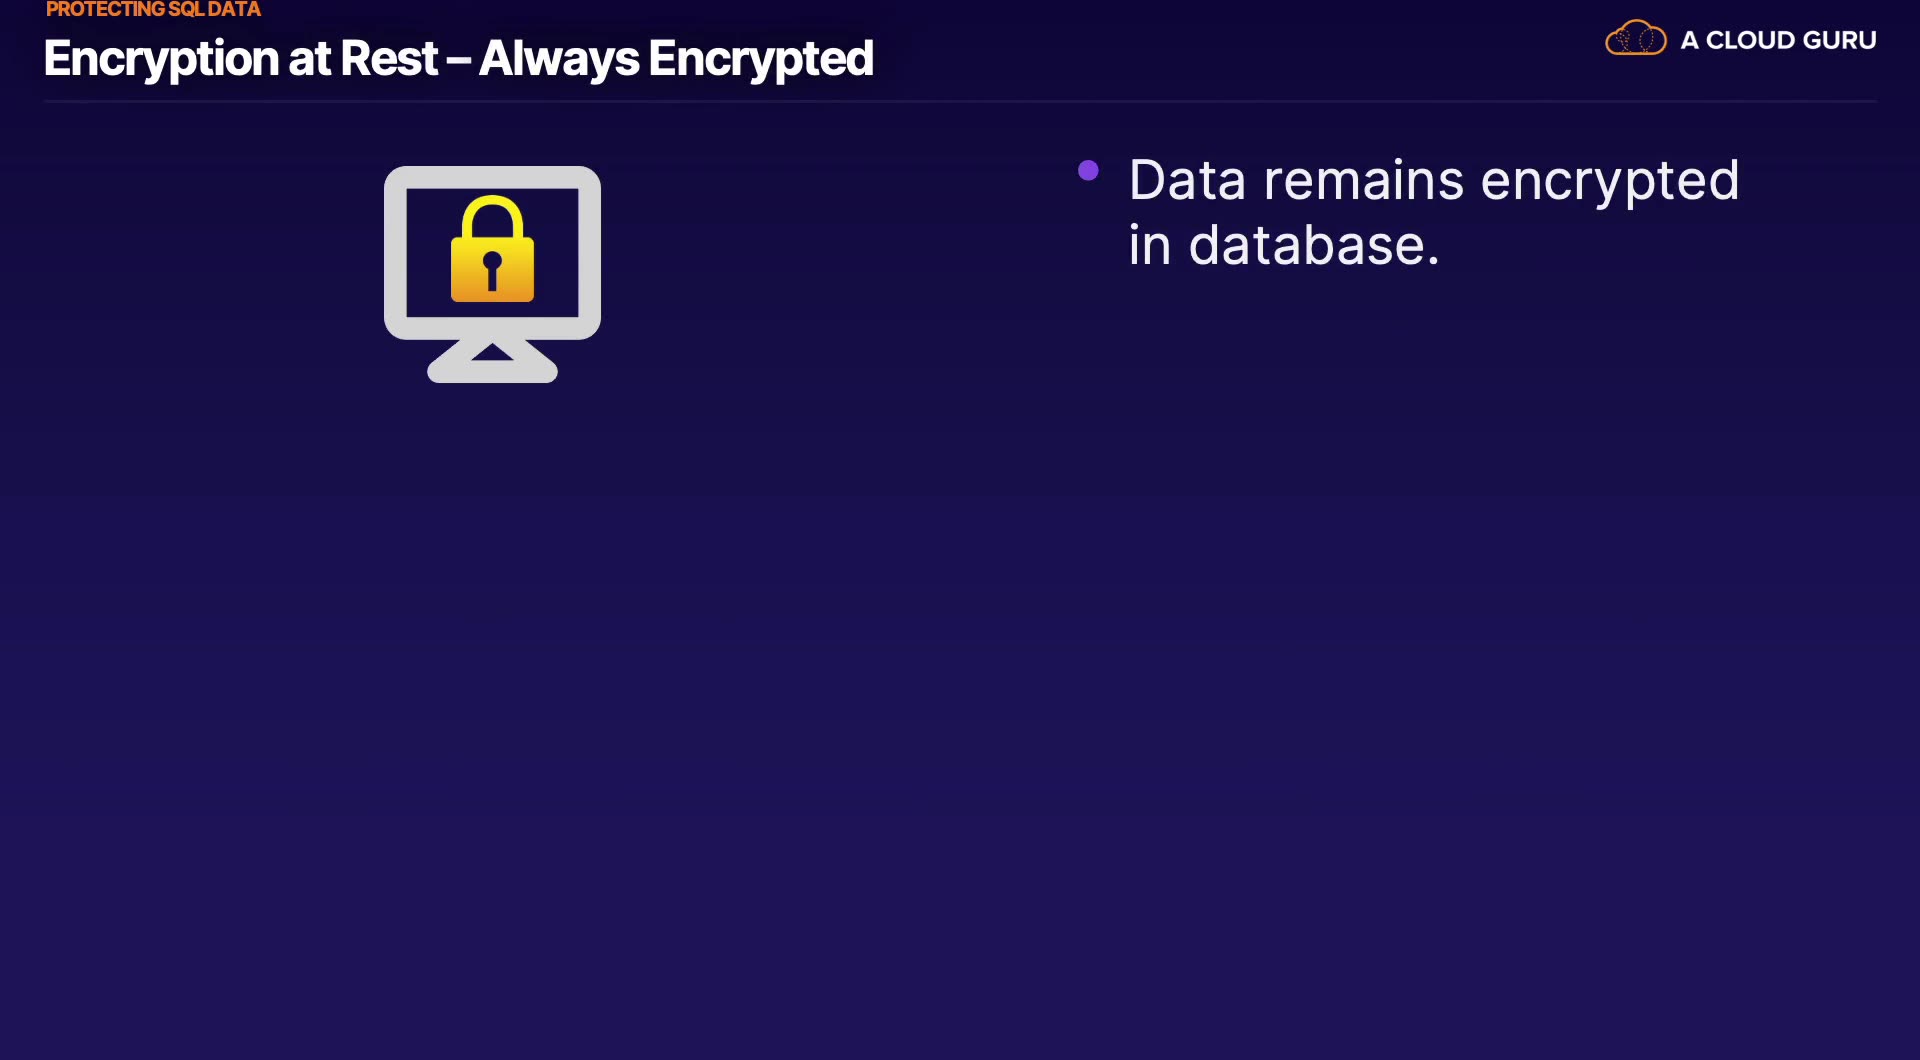 PROTECTING SQL DATA
Encryption at Rest – Always Encrypted
A CLOUD GURU
Data remains encrypted
in database.